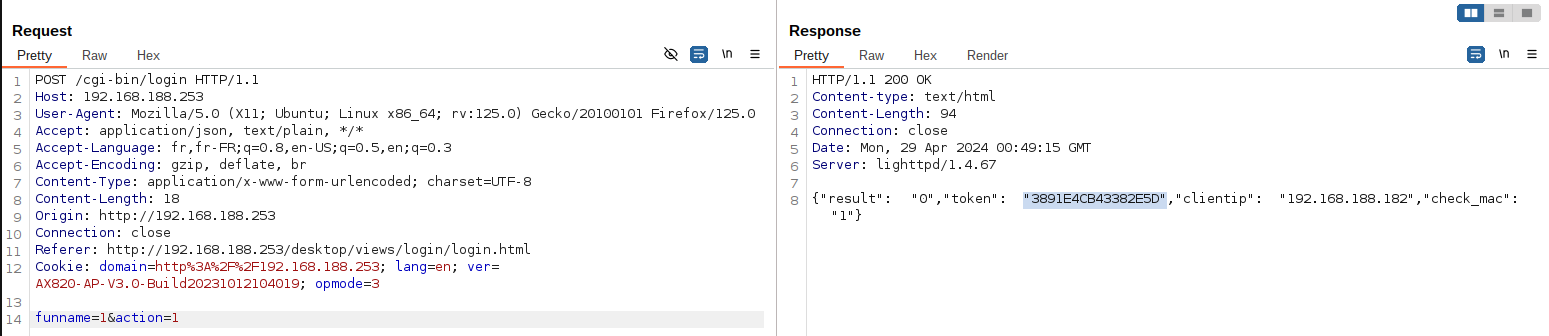 Request
Pretty Raw Hex
\n
1 POST /cgi-bin/login HTTP/1.1
2 Host: 192.168.188.253
3 User-Agent: Mozilla/5.0 (X11; Ubuntu; Linux x86_64; rv:125.0) Gecko/20100101 Firefox/125.0
4 Accept: application/json, text/plain, */*
5 Accept-Language: fr,fr-FR;q=0.8,en-US;q=0.5,en;q=0.3
6 Accept-Encoding: gzip, deflate, br
7 Content-Type: application/x-www-form-urlencoded; charset=UTF-8
8 Content-Length: 18
9 Origin: http://192.168.188.253
10 Connection: close
11 Referer: http://192.168.188.253/desktop/views/login/login.html
12 Cookie: domain=http%3A%2F%2F192.168.188.253; lang=en; ver=
AX820-AP-V3.0-Build20231012104019; opmode=3
13
14 funname=1&action=1
Response
Pretty Raw Hex Render
\n
1 HTTP/1.1 200 OK
2 Content-type: text/html
3 Content-Length: 94
4 Connection: close
5 Date: Mon, 29 Apr 2024 00:49:15 GMT
6 Server: lighttpd/1.4.67
7
8 {"result": "0","token": "3891E4CB43382E5D","clientip": "192.168.188.182","check_mac":
"1"}